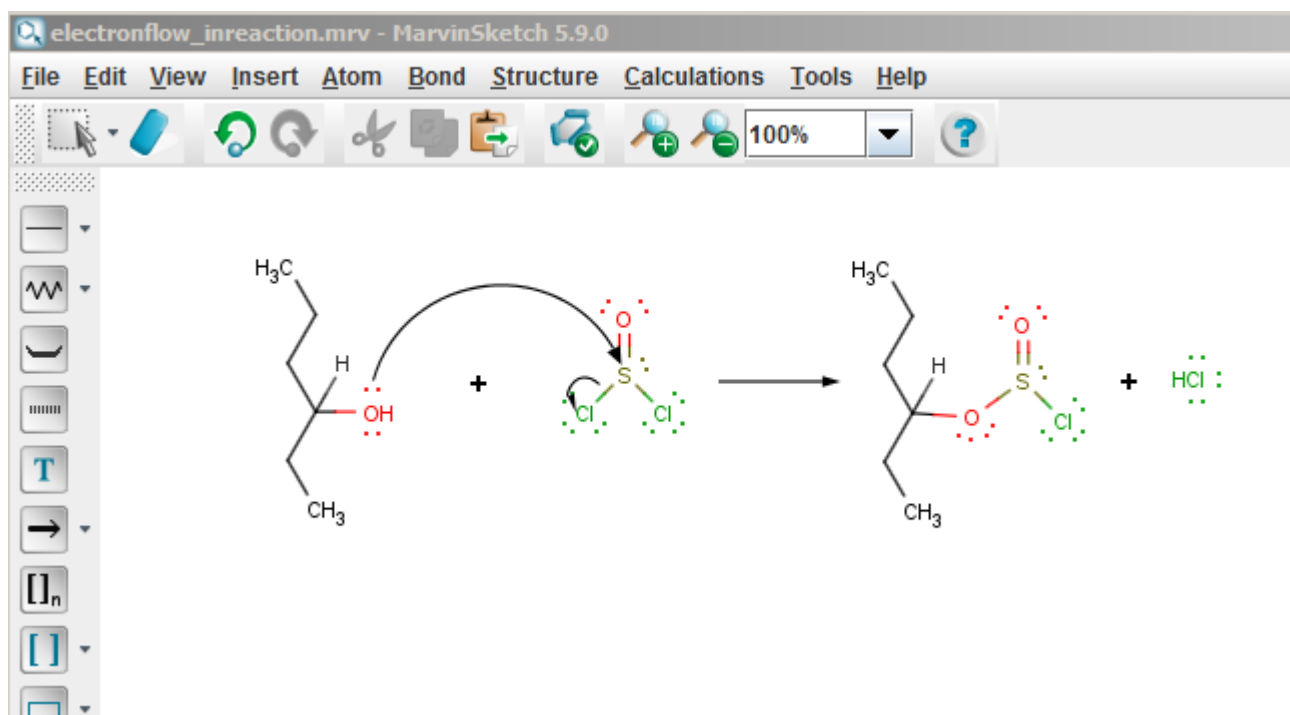 electronflow_inreaction.mrv - MarvinSketch 5.9.0
File Edit View Insert Atom Bond Structure Calculations Tools Help
100% ?
T
[ ]n
[ ]
H3C
H
OH
CH3
+
O
S
Cl Cl
H3C
H
O
O
S
Cl
CH3
+
HCl